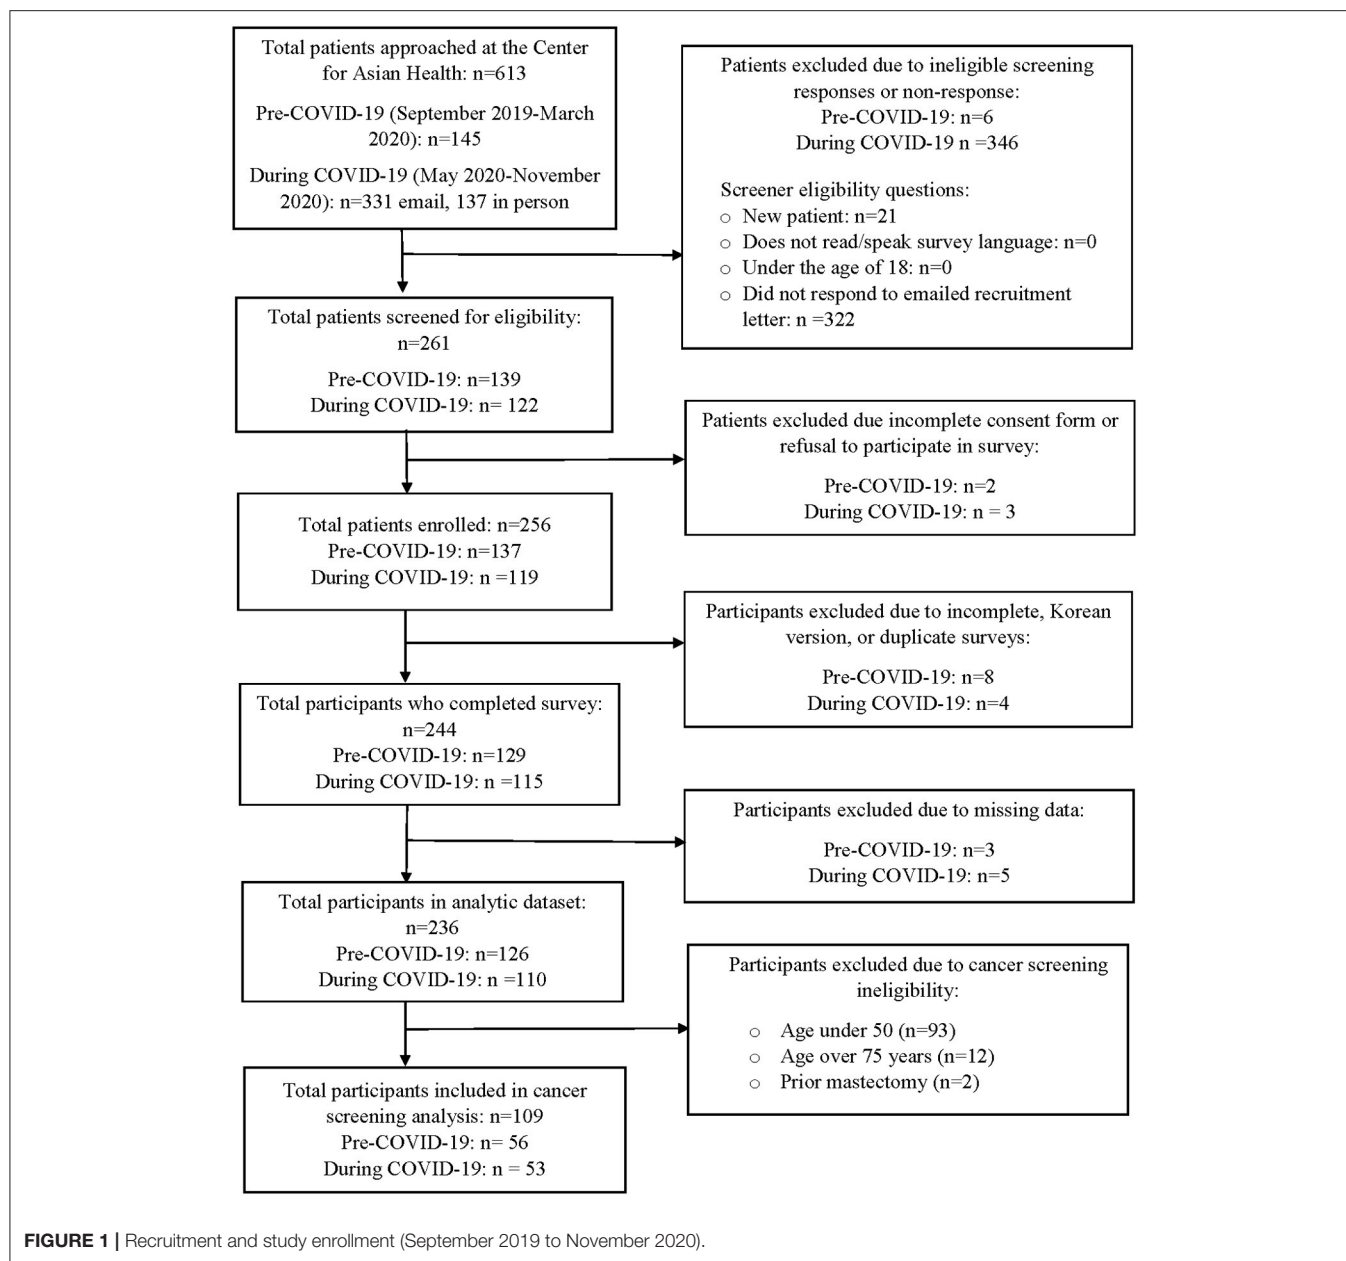 Total patients approached at the Center
for Asian Health: n=613
Pre-COVID-19 (September 2019-March
2020): n=145
During COVID-19 (May 2020-November
2020): n=331 email, 137 in person
Patients excluded due to ineligible screening
responses or non-response:
Pre-COVID-19: n=6
During COVID-19 n =346
Screener eligibility questions:
o New patient: n=21
o Does not read/speak survey language: n=0
o Under the age of 18: n=0
o Did not respond to emailed recruitment
letter: n =322
Total patients screened for eligibility:
n=261
Pre-COVID-19: n=139
During COVID-19: n= 122
Patients excluded due incomplete consent form or
refusal to participate in survey:
Pre-COVID-19: n=2
During COVID-19: n = 3
Total patients enrolled: n=256
Pre-COVID-19: n=137
During COVID-19: n =119
Participants excluded due to incomplete, Korean
version, or duplicate surveys:
Pre-COVID-19: n=8
During COVID-19: n=4
Total participants who completed survey:
n=244
Pre-COVID-19: n=129
During COVID-19: n =115
Participants excluded due to missing data:
Pre-COVID-19: n=3
During COVID-19: n=5
Total participants in analytic dataset:
n=236
Pre-COVID-19: n=126
During COVID-19: n =110
Participants excluded due to cancer screening
ineligibility:
o Age under 50 (n=93)
o Age over 75 years (n=12)
o Prior mastectomy (n=2)
Total participants included in cancer
screening analysis: n=109
Pre-COVID-19: n= 56
During COVID-19: n = 53
FIGURE 1 | Recruitment and study enrollment (September 2019 to November 2020).